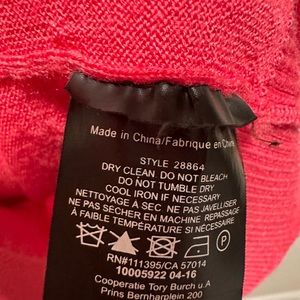 Made in China/Fabriqué en Chine
STYLE 28864
DRY CLEAN DO NOT BLEACH
DO NOT TUMBLE DRY
COOL IRON IF NECESSARY
NETTOYAGE À SEC NE PAS JAVELLISER
NE PAS SÉCHER EN MACHINE REPASSAGE
À FAIBLE TEMPÉRATURE SI NÉCESSAIRE
P
RN#111395/CA 57014
10005922 04-16
Cooperatie Tory Burch u.A
Prins Bernhardplein 200